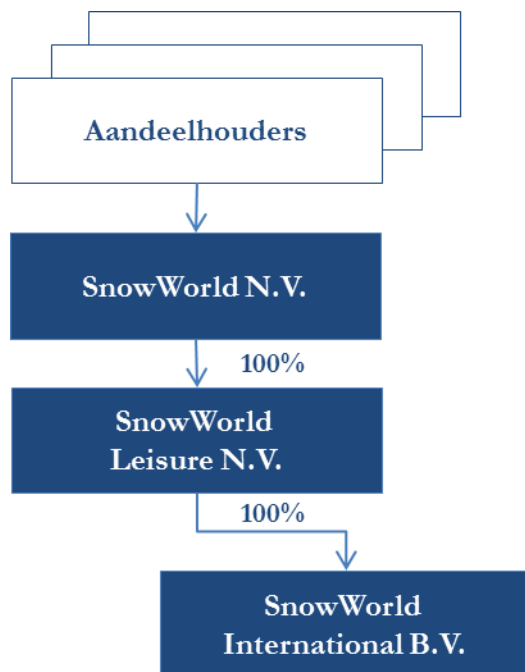 Aandeelhouders
SnowWorld N.V.
100%
SnowWorld
Leisure N.V.
100%
SnowWorld
International B.V.